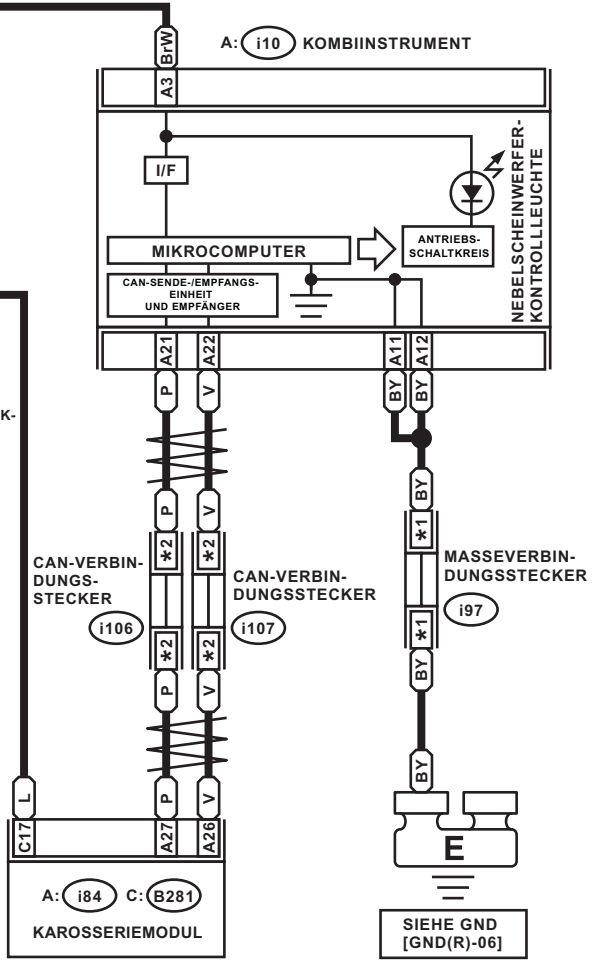 BrW
A: i10 KOMBIINSTRUMENT
A3
I/F
NEBELSCHEINWERFER-
KONTROLLLEUCHTE
MIKROCOMPUTER
ANTRIEBS-
SCHALTKREIS
CAN-SENDE-/EMPFANGS-
EINHEIT
UND EMPFÄNGER
A21 A22 A11 A12
P V BY BY
K-
P V BY
*2 *2 *1
CAN-VERBIN-
DUNGS-
STECKER
i106
CAN-VERBIN-
DUNGSSTECKER
i107
MASSEVERBIN-
DUNGSSTECKER
i97
*2 *2 *1
P V BY
L P V BY
C17 A27 A26
E
A: i84 C: B281
KAROSSERIEMODUL
SIEHE GND
[GND(R)-06]